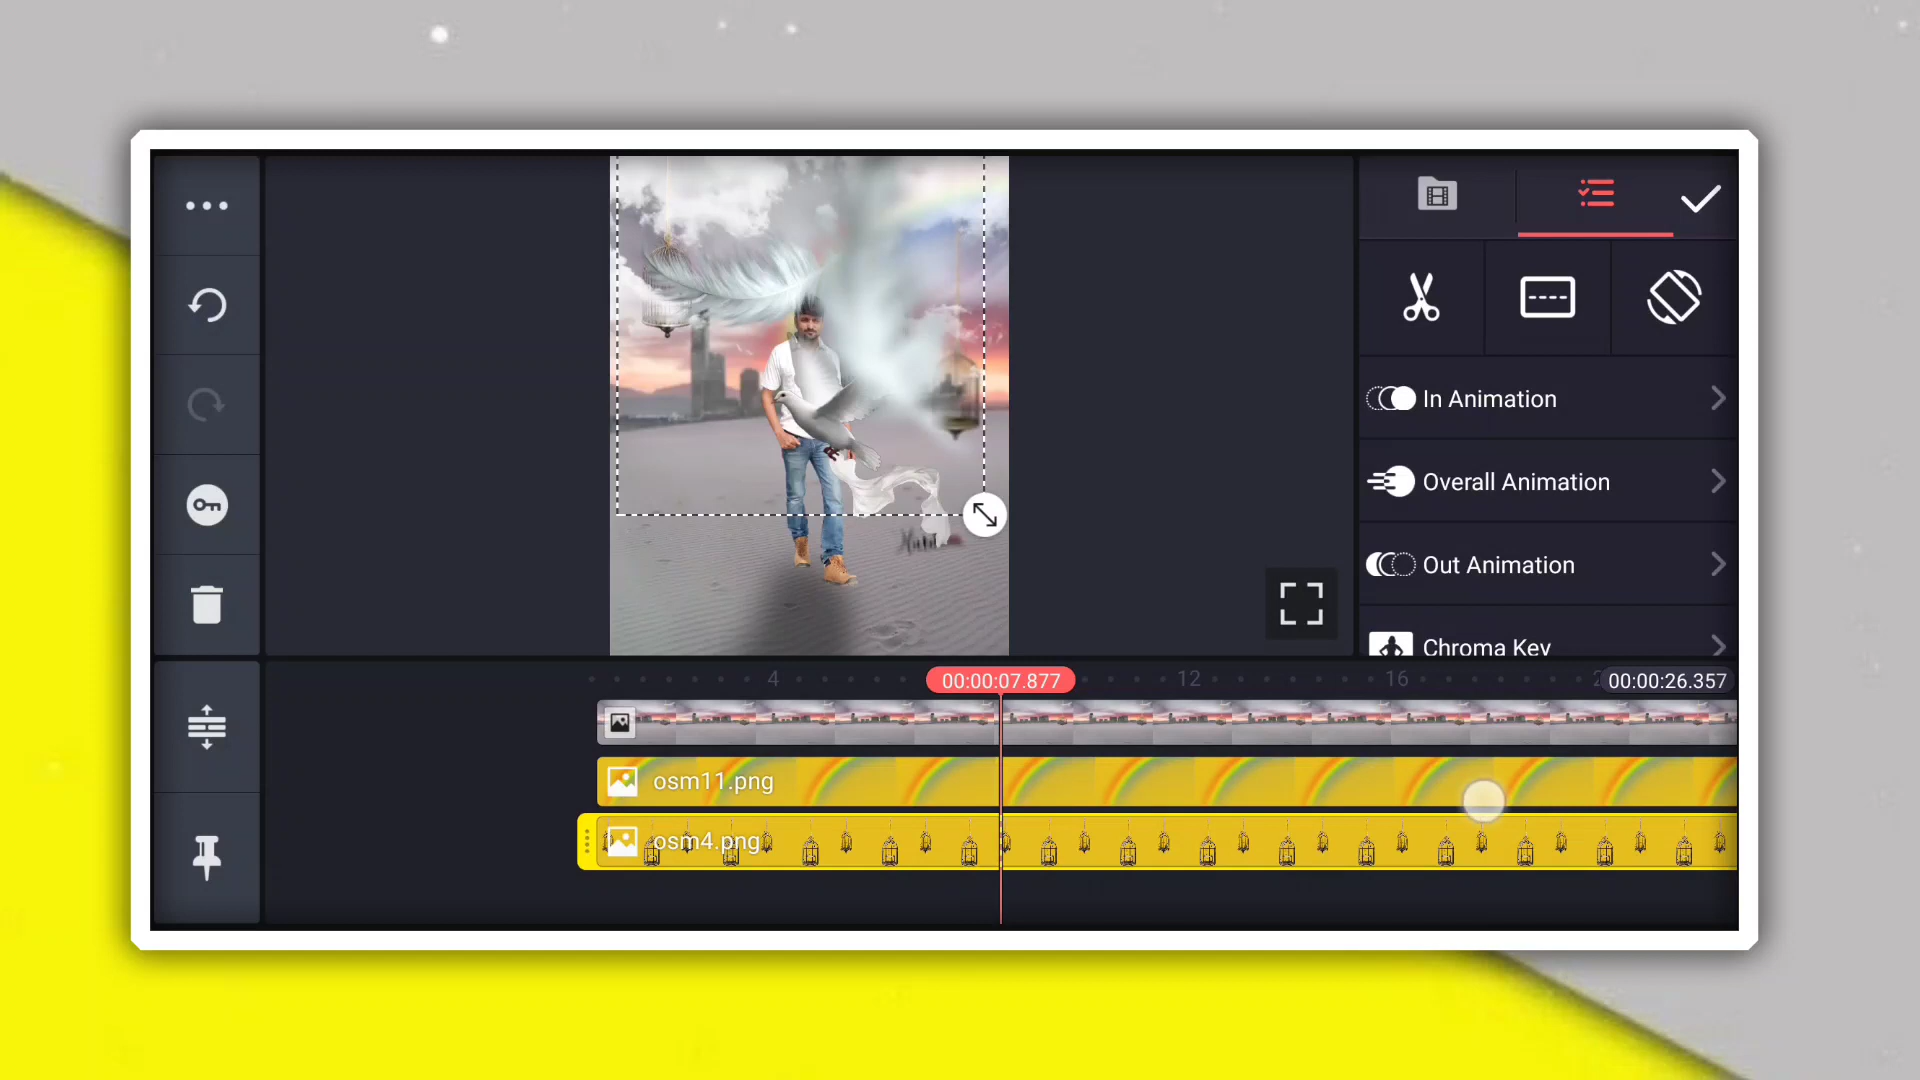 In Animation
Overall Animation
Out Animation
Chroma Key
4
00:00:07.877
12
16
00:00:26.357
osm11.png
osm4.png